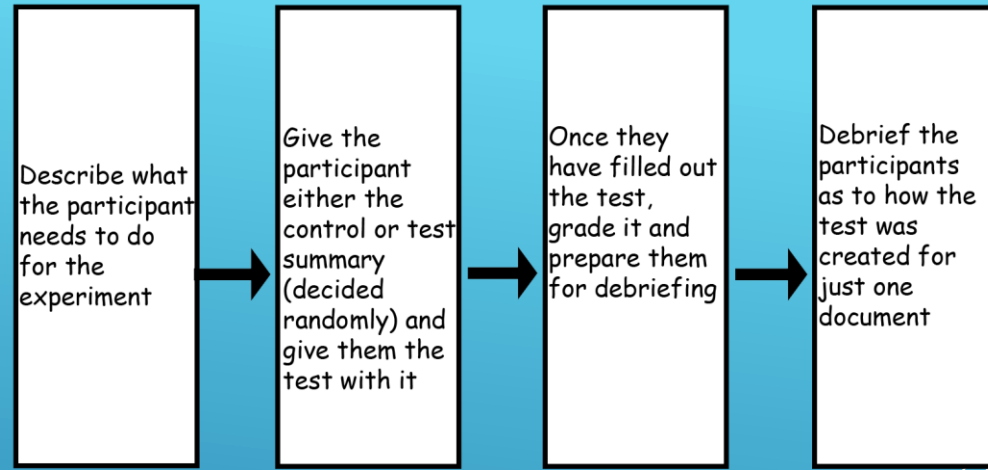 Describe what
the participant
needs to do
for the
experiment
Give the
participant
either the
control or test
summary
(decided
randomly) and
give them the
test with it
Once they
have filled out
the test,
grade it and
prepare them
for debriefing
Debrief the
participants
as to how the
test was
created for
just one
document